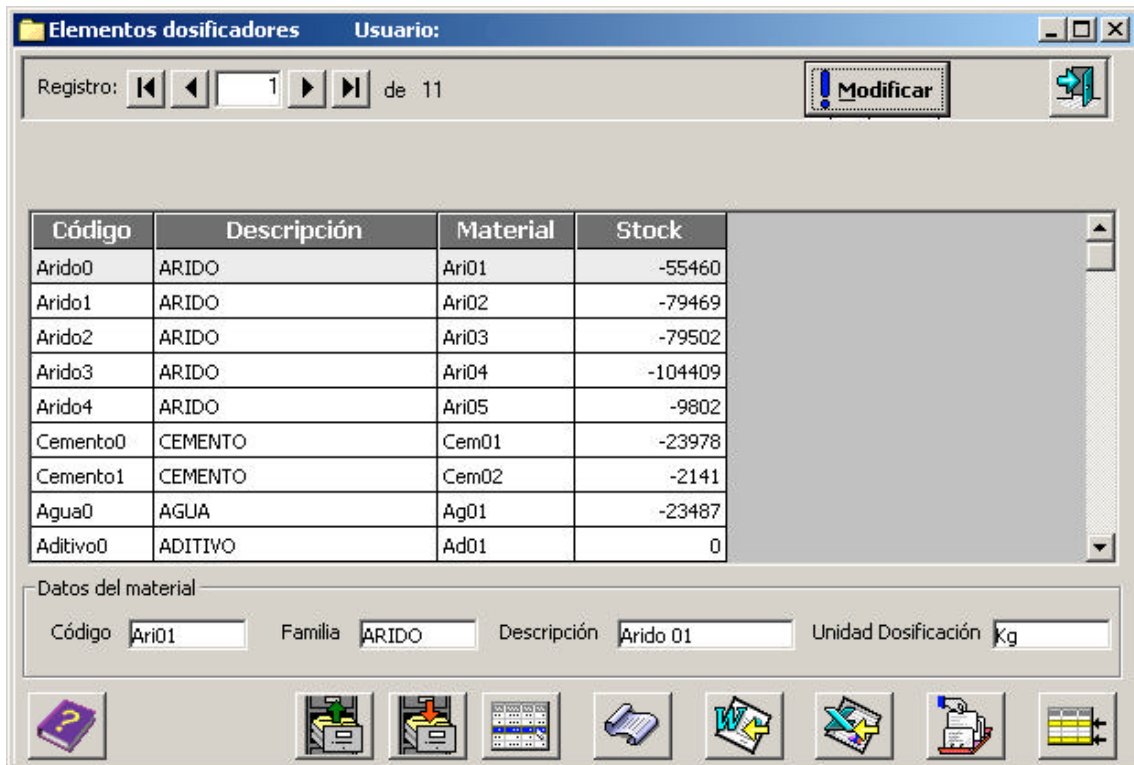 Elementos dosificadores Usuario:
Registro: 1 de 11 Modificar
Código Descripción Material Stock
Arido0 ARIDO Ari01 -55460
Arido1 ARIDO Ari02 -79469
Arido2 ARIDO Ari03 -79502
Arido3 ARIDO Ari04 -104409
Arido4 ARIDO Ari05 -9802
Cemento0 CEMENTO Cem01 -23978
Cemento1 CEMENTO Cem02 -2141
Agua0 AGUA Ag01 -23487
Aditivo0 ADITIVO Ad01 0
Datos del material
Código Ari01 Familia ARIDO Descripción Arido 01 Unidad Dosificación Kg